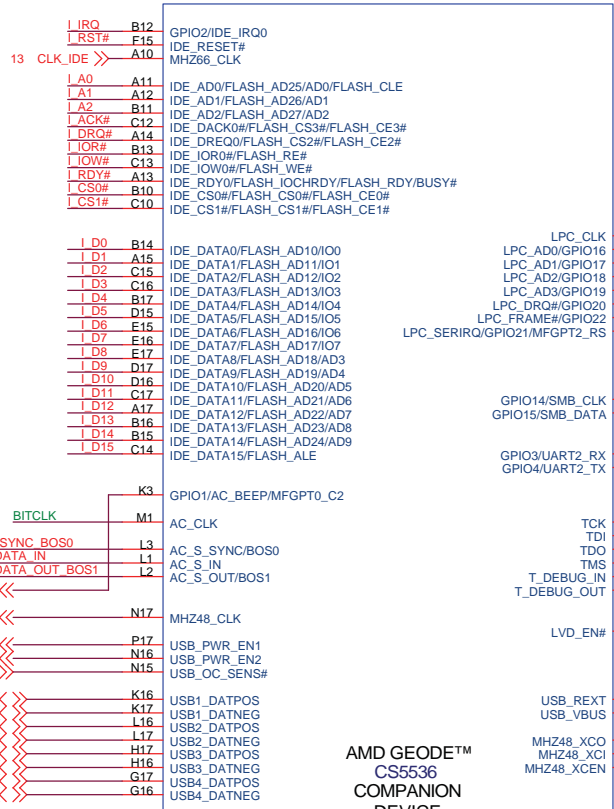 I_IRQ B12 GPIO2/IDE_IRQ0
I_RST# F15 IDE_RESET#
13 CLK_IDE A10 MHZ66_CLK
I_A0 A11 IDE_AD0/FLASH_AD25/AD0/FLASH_CLE
I_A1 A12 IDE_AD1/FLASH_AD26/AD1
I_A2 B11 IDE_AD2/FLASH_AD27/AD2
I_ACK# C12 IDE_DACK0#/FLASH_CS3#/FLASH_CE3#
I_DRQ# A14 IDE_DREQ0/FLASH_CS2#/FLASH_CE2#
I_IOR# B13 IDE_IOR0#/FLASH_RE#
I_IOW# C13 IDE_IOW0#/FLASH_WE#
I_RDY# A13 IDE_RDY0/FLASH_IOCHRDY/FLASH_RDY/BUSY#
I_CS0# B10 IDE_CS0#/FLASH_CS0#/FLASH_CE0#
I_CS1# C10 IDE_CS1#/FLASH_CS1#/FLASH_CE1#
LPC_CLK
I_D0 B14 IDE_DATA0/FLASH_AD10/IO0 LPC_AD0/GPIO16
I_D1 A15 IDE_DATA1/FLASH_AD11/IO1 LPC_AD1/GPIO17
I_D2 C15 IDE_DATA2/FLASH_AD12/IO2 LPC_AD2/GPIO18
I_D3 C16 IDE_DATA3/FLASH_AD13/IO3 LPC_AD3/GPIO19
I_D4 B17 IDE_DATA4/FLASH_AD14/IO4 LPC_DRQ#/GPIO20
I_D5 D15 IDE_DATA5/FLASH_AD15/IO5 LPC_FRAME#/GPIO22
I_D6 E15 IDE_DATA6/FLASH_AD16/IO6 LPC_SERIRQ/GPIO21/MFGPT2_RS
I_D7 E16 IDE_DATA7/FLASH_AD17/IO7
I_D8 E17 IDE_DATA8/FLASH_AD18/AD3
I_D9 D17 IDE_DATA9/FLASH_AD19/AD4
I_D10 D16 IDE_DATA10/FLASH_AD20/AD5
I_D11 C17 IDE_DATA11/FLASH_AD21/AD6 GPIO14/SMB_CLK
I_D12 A17 IDE_DATA12/FLASH_AD22/AD7 GPIO15/SMB_DATA
I_D13 B16 IDE_DATA13/FLASH_AD23/AD8
I_D14 B15 IDE_DATA14/FLASH_AD24/AD9
I_D15 C14 IDE_DATA15/FLASH_ALE GPIO3/UART2_RX
GPIO4/UART2_TX
K3 GPIO1/AC_BEEP/MFGPT0_C2
BITCLK M1 AC_CLK TCK
TDI
SYNC_BOS0 L3 AC_S_SYNC/BOS0 TDO
DATA_IN L1 AC_S_IN TMS
DATA_OUT_BOS1 L2 AC_S_OUT/BOS1 T_DEBUG_IN
T_DEBUG_OUT
N17 MHZ48_CLK
LVD_EN#
P17 USB_PWR_EN1
N16 USB_PWR_EN2
N15 USB_OC_SENS#
K16 USB1_DATPOS USB_REXT
K17 USB1_DATNEG USB_VBUS
L16 USB2_DATPOS
L17 USB2_DATNEG MHZ48_XCO
H17 USB3_DATPOS MHZ48_XCI
H16 USB3_DATNEG MHZ48_XCEN
G17 USB4_DATPOS
G16 USB4_DATNEG
AMD GEODE™
CS5536
COMPANION
DEVICE